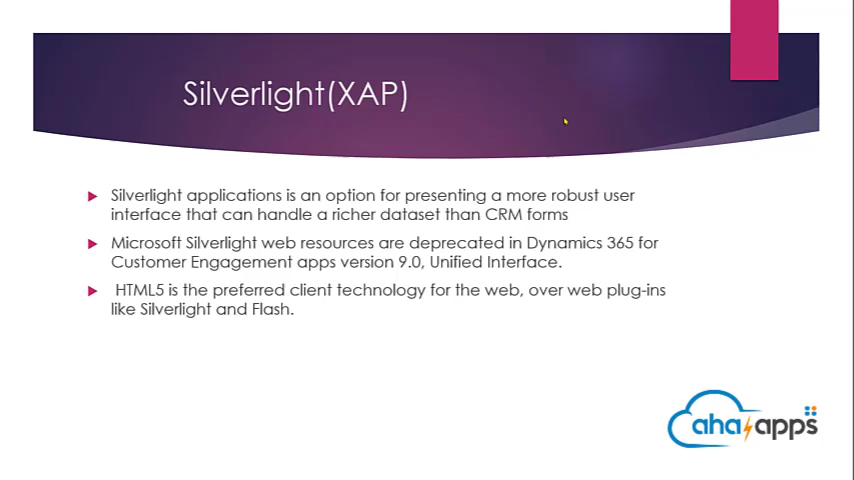 Silverlight(XAP)
Silverlight applications is an option for presenting a more robust user
interface that can handle a richer dataset than CRM forms
Microsoft Silverlight web resources are deprecated in Dynamics 365 for
Customer Engagement apps version 9.0, Unified Interface.
HTML5 is the preferred client technology for the web, over web plug-ins
like Silverlight and Flash.
aha apps